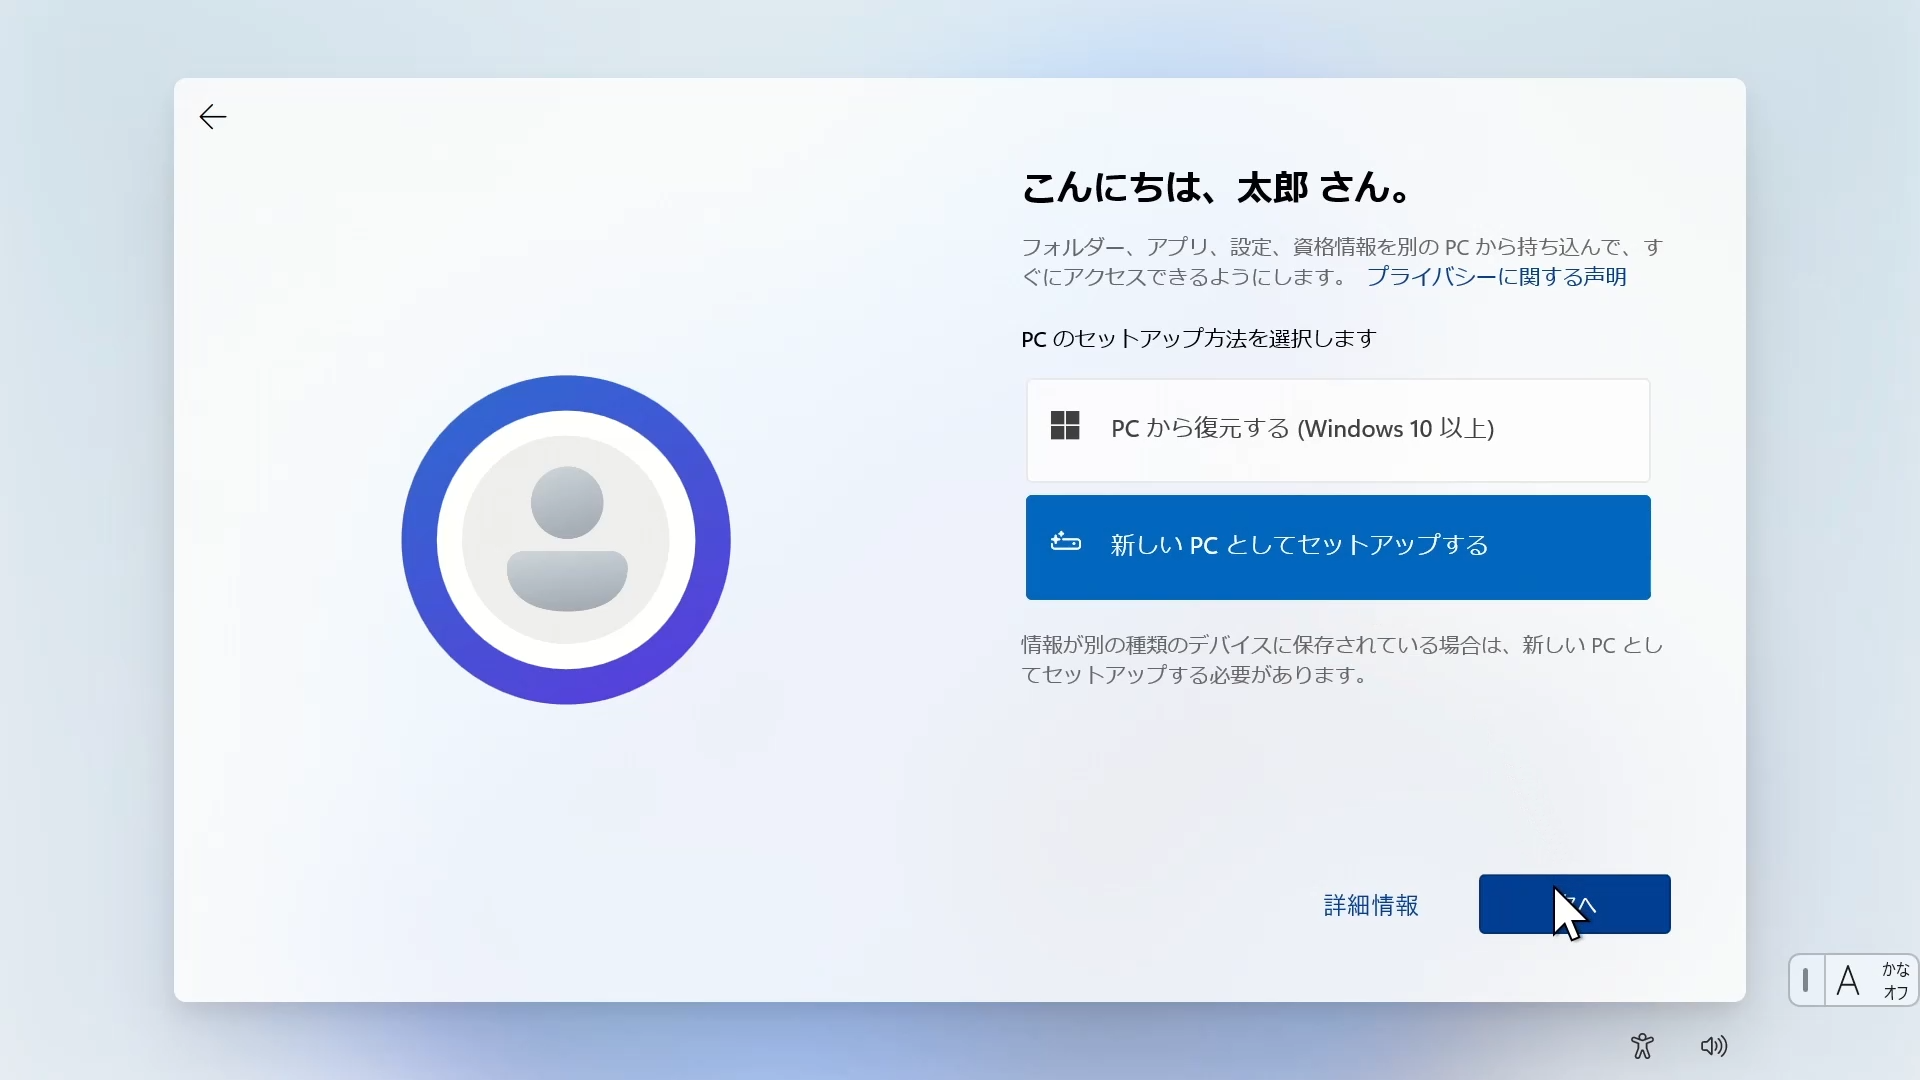 こんにちは、太郎 さん。
フォルダー、アプリ、設定、資格情報を別の PC から持ち込んで、す
ぐにアクセスできるようにします。 プライバシーに関する声明
PC のセットアップ方法を選択します
PC から復元する (Windows 10 以上)
新しい PC としてセットアップする
情報が別の種類のデバイスに保存されている場合は、新しい PC とし
てセットアップする必要があります。
詳細情報
へ
A
かな
オフ